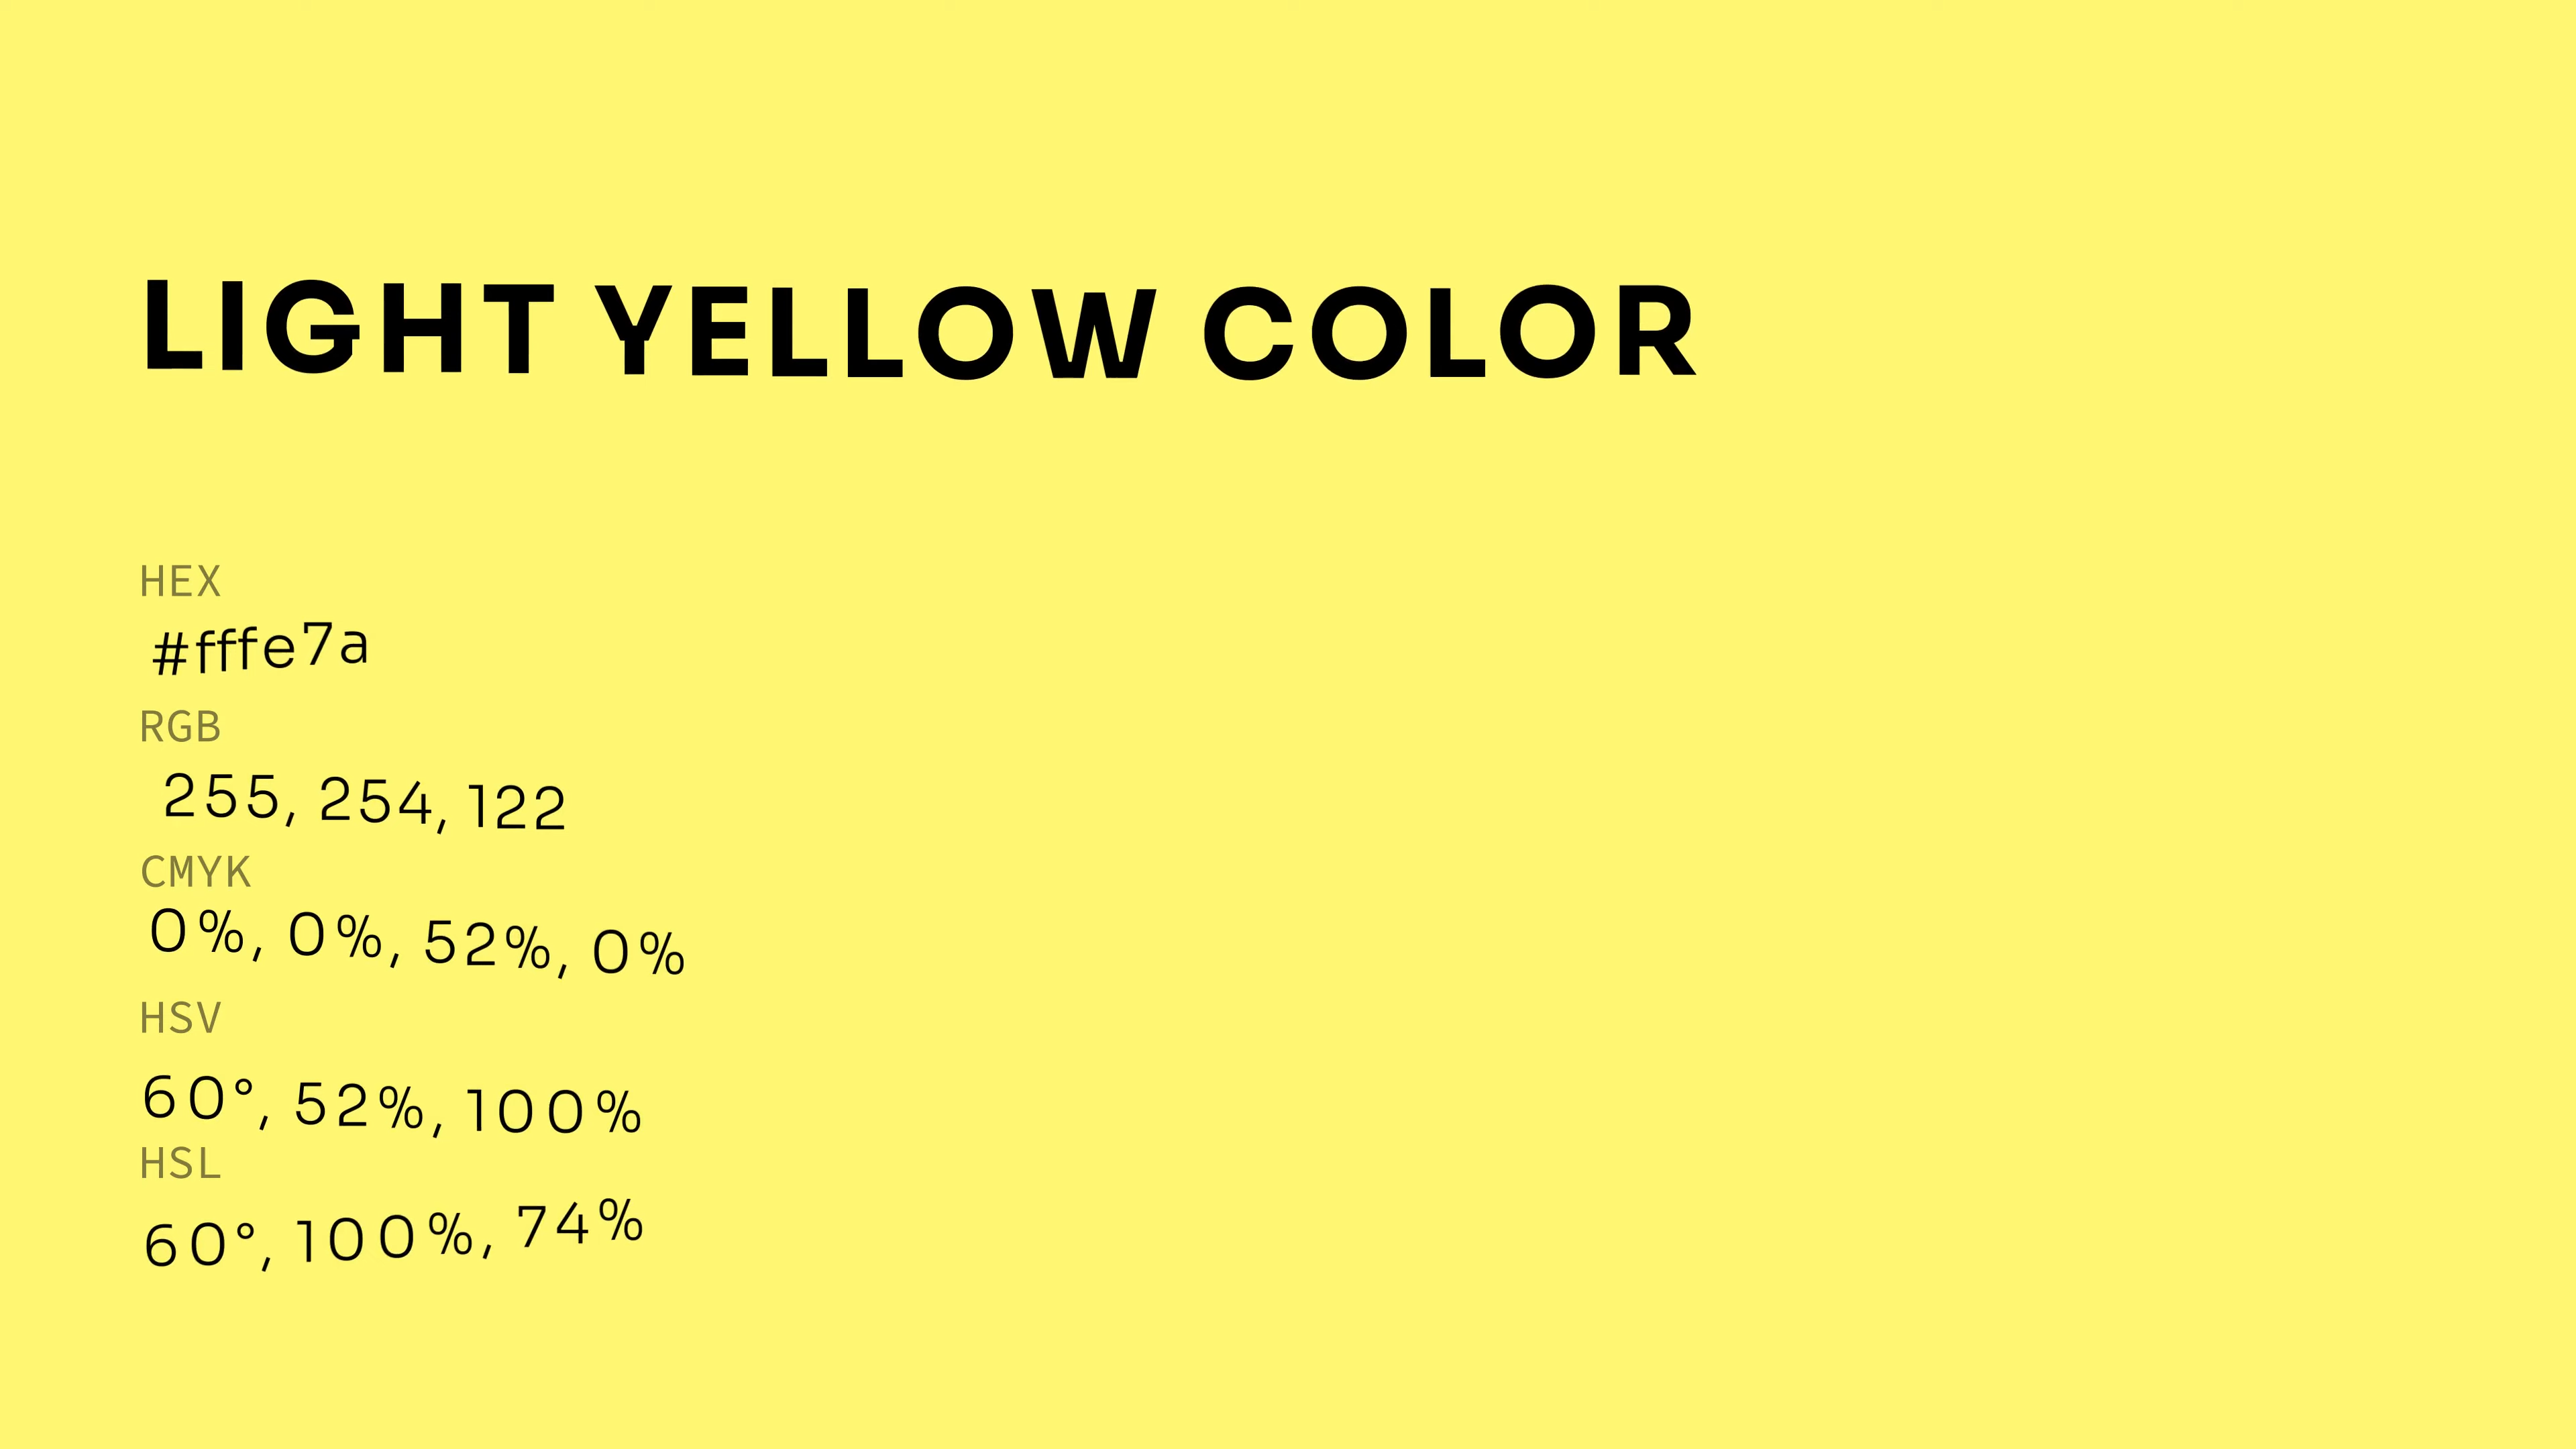 LIGHT YELLOW COLOR
HEX
#fffe7a
RGB
255, 254, 122
CMYK
0%, 0%, 52%, 0%
HSV
60°, 52%, 100%
HSL
60°, 100%, 74%